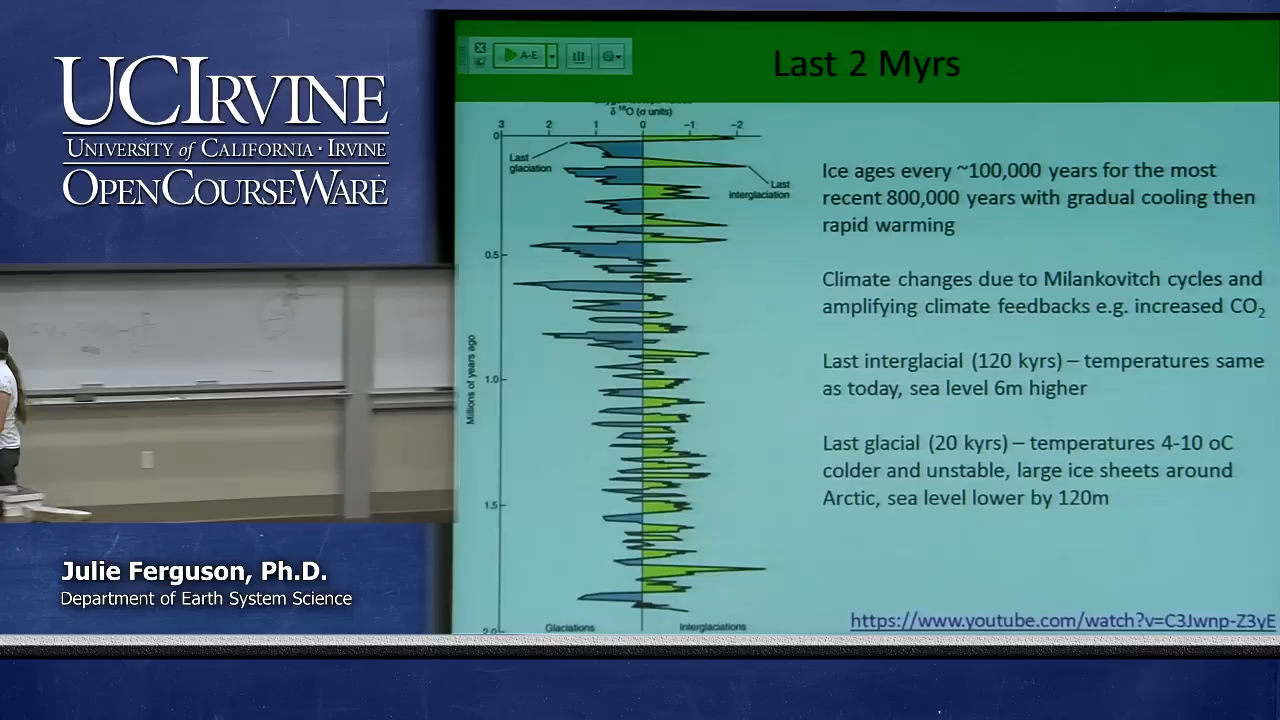 UCIRVINE
UNIVERSITY of CALIFORNIA · IRVINE
OPENCOURSEWARE
A-E
Last 2 Myrs
δ 18O (σ units)
3 2 1 0 −1 −2
0
Last
glaciation
Last
interglaciation
0.5
1.0
1.5
2.0
Millions of years ago
Glaciations Interglaciations
Ice ages every ~100,000 years for the most
recent 800,000 years with gradual cooling then
rapid warming
Climate changes due to Milankovitch cycles and
amplifying climate feedbacks e.g. increased CO2
Last interglacial (120 kyrs) – temperatures same
as today, sea level 6m higher
Last glacial (20 kyrs) – temperatures 4-10 oC
colder and unstable, large ice sheets around
Arctic, sea level lower by 120m
https://www.youtube.com/watch?v=C3Jwnp-Z3yE
Julie Ferguson, Ph.D.
Department of Earth System Science